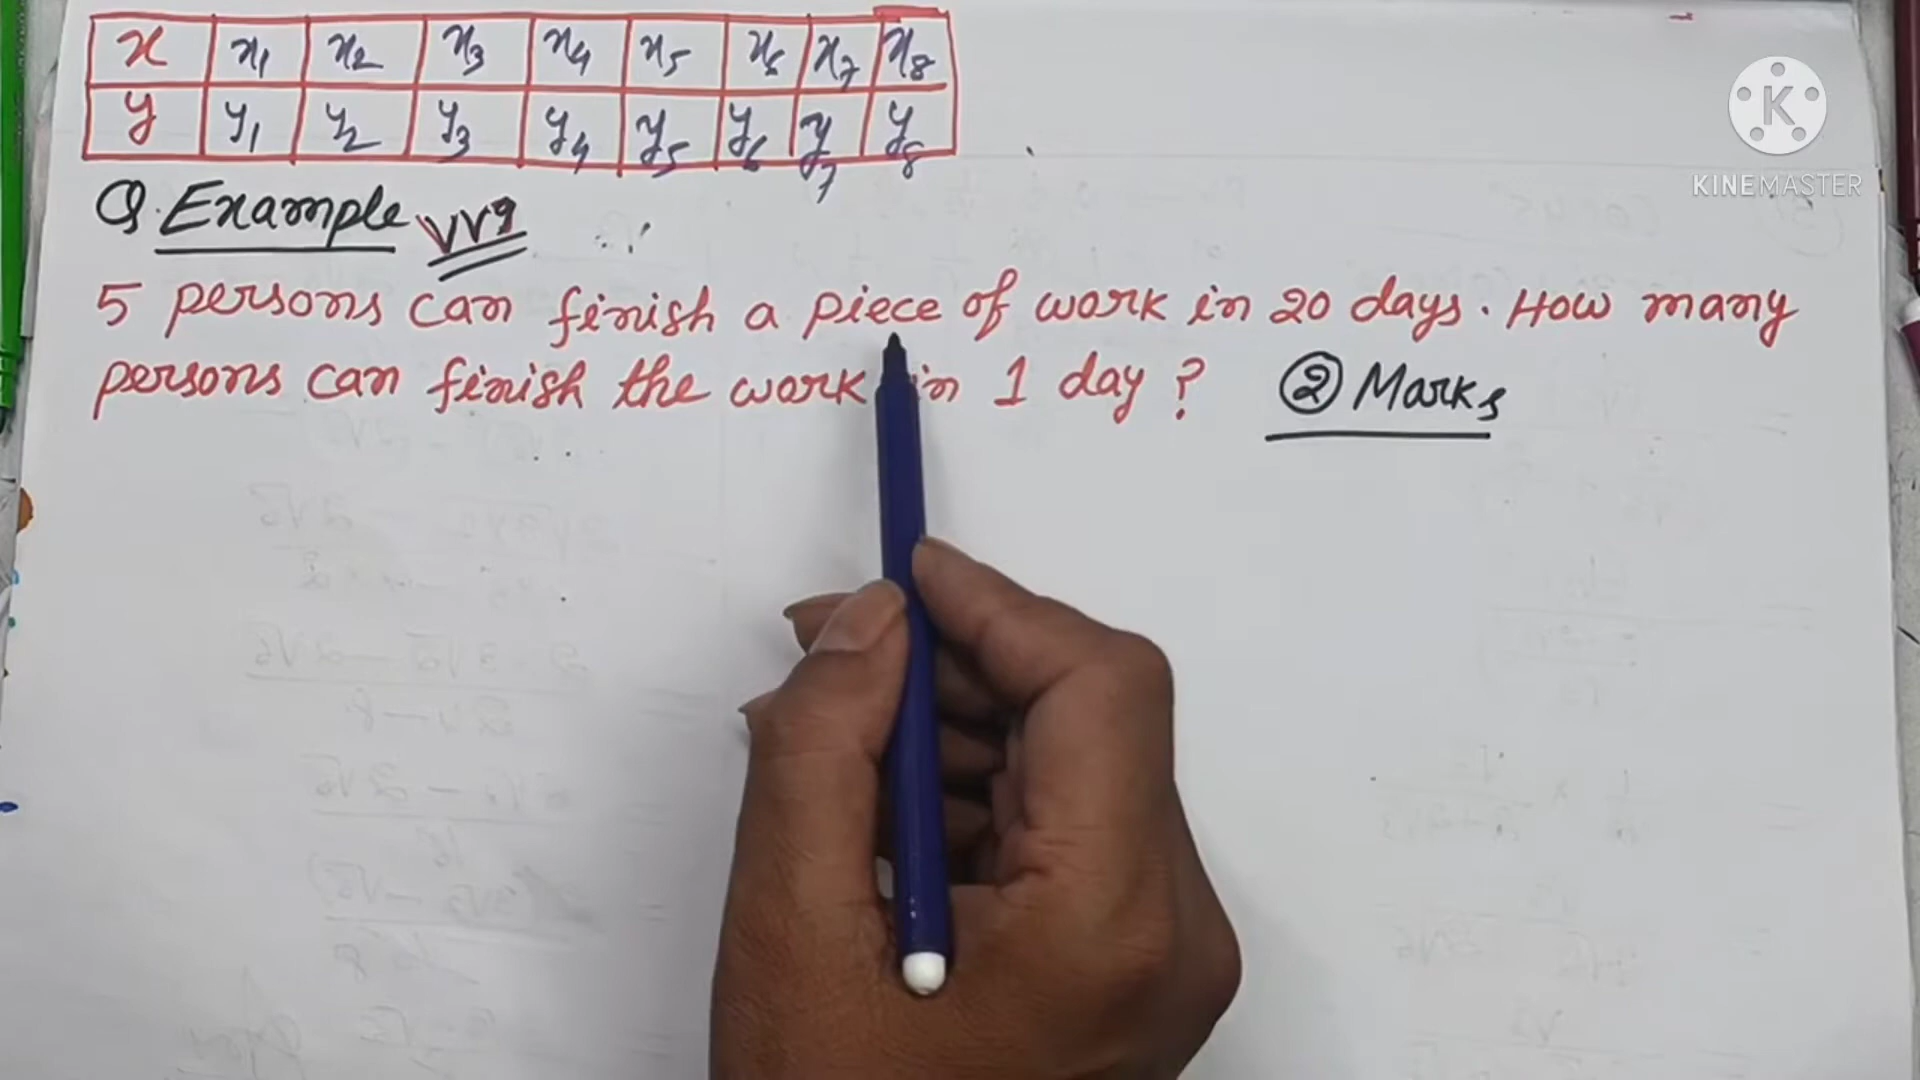 x x1 x2 x3 x4 x5 x6 x7 x8
y y1 y2 y3 y4 y5 y6 y7 y8
K
KINEMASTER
Q. Example
5 persons can finish a piece of work in 20 days. How many
persons can finish the work in 1 day? ② Marks